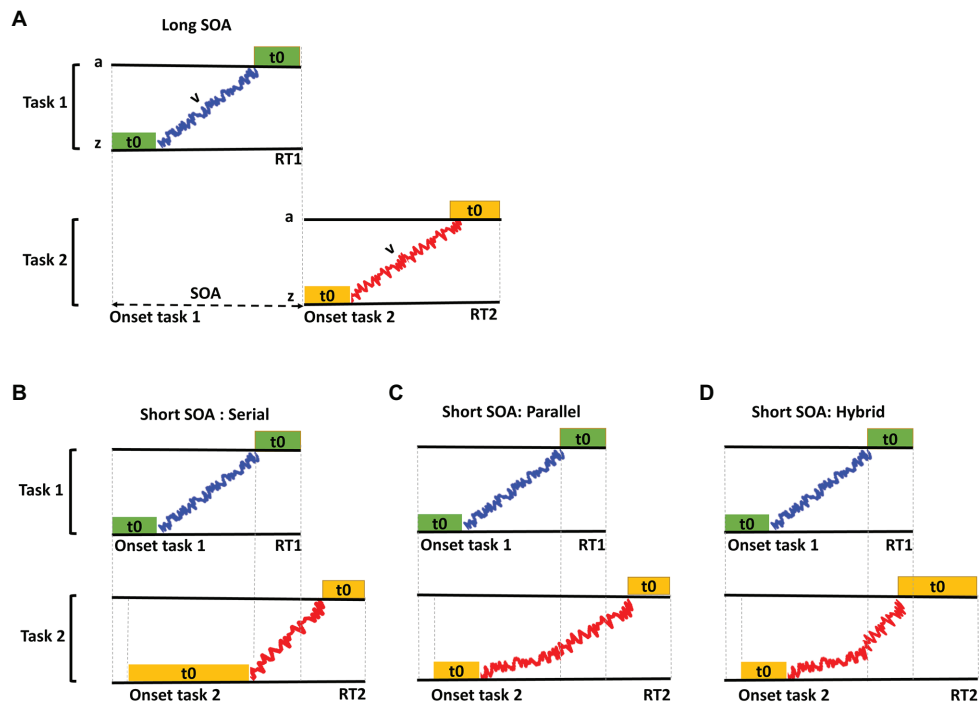 A
Long SOA
t0
a
Task 1
v
t0
z
RT1
t0
a
Task 2
v
SOA
t0
z
Onset task 1
Onset task 2
RT2
B
Short SOA : Serial
t0
Task 1
t0
Onset task 1
RT1
t0
Task 2
t0
Onset task 2
RT2
C
Short SOA: Parallel
t0
t0
Onset task 1
RT1
t0
t0
Onset task 2
RT2
D
Short SOA: Hybrid
t0
t0
Onset task 1
RT1
t0
t0
Onset task 2
RT2